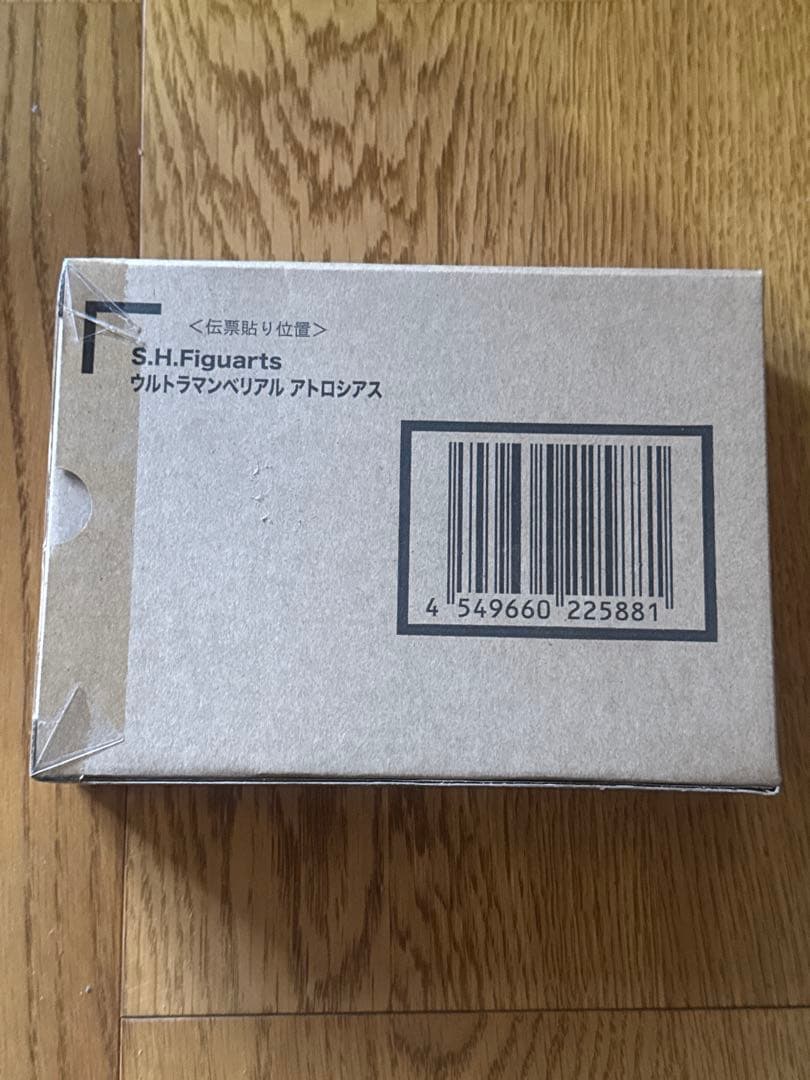 ＜伝票貼り位置＞
S.H.Figuarts
ウルトラマンベリアル アトロシアス
4 549660 225881